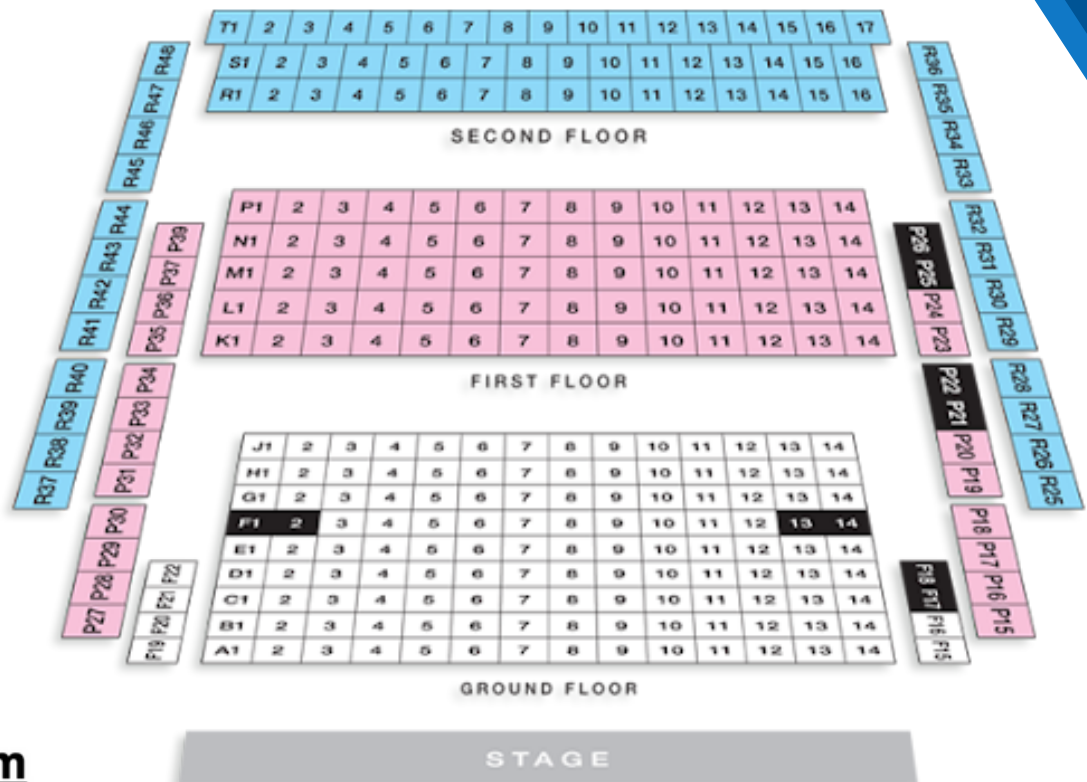 T1 2 3 4 5 6 7 8 9 10 11 12 13 14 15 16 17
S1 2 3 4 5 6 7 8 9 10 11 12 13 14 15 16
R1 2 3 4 5 6 7 8 9 10 11 12 13 14 15 16
SECOND FLOOR
R48
R47
R46
R45
R44
R43
R42
R41
R40
R39
R38
R37
R36
R35
R34
R33
R32
R31
R30
R29
R28
R27
R26
R25
P1 2 3 4 5 6 7 8 9 10 11 12 13 14
N1 2 3 4 5 6 7 8 9 10 11 12 13 14
M1 2 3 4 5 6 7 8 9 10 11 12 13 14
L1 2 3 4 5 6 7 8 9 10 11 12 13 14
K1 2 3 4 5 6 7 8 9 10 11 12 13 14
FIRST FLOOR
P39
P37
P36
P35
P34
P33
P32
P31
P30
P29
P28
P27
P26
P25
P24
P23
P22
P21
P20
P19
P18
P17
P16
P15
J1 2 3 4 5 6 7 8 9 10 11 12 13 14
H1 2 3 4 5 6 7 8 9 10 11 12 13 14
G1 2 3 4 5 6 7 8 9 10 11 12 13 14
F1 2 3 4 5 6 7 8 9 10 11 12 13 14
E1 2 3 4 5 6 7 8 9 10 11 12 13 14
D1 2 3 4 5 6 7 8 9 10 11 12 13 14
C1 2 3 4 5 6 7 8 9 10 11 12 13 14
B1 2 3 4 5 6 7 8 9 10 11 12 13 14
A1 2 3 4 5 6 7 8 9 10 11 12 13 14
F22
F21
F20
F19
F18
F17
F16
F15
GROUND FLOOR
STAGE
m